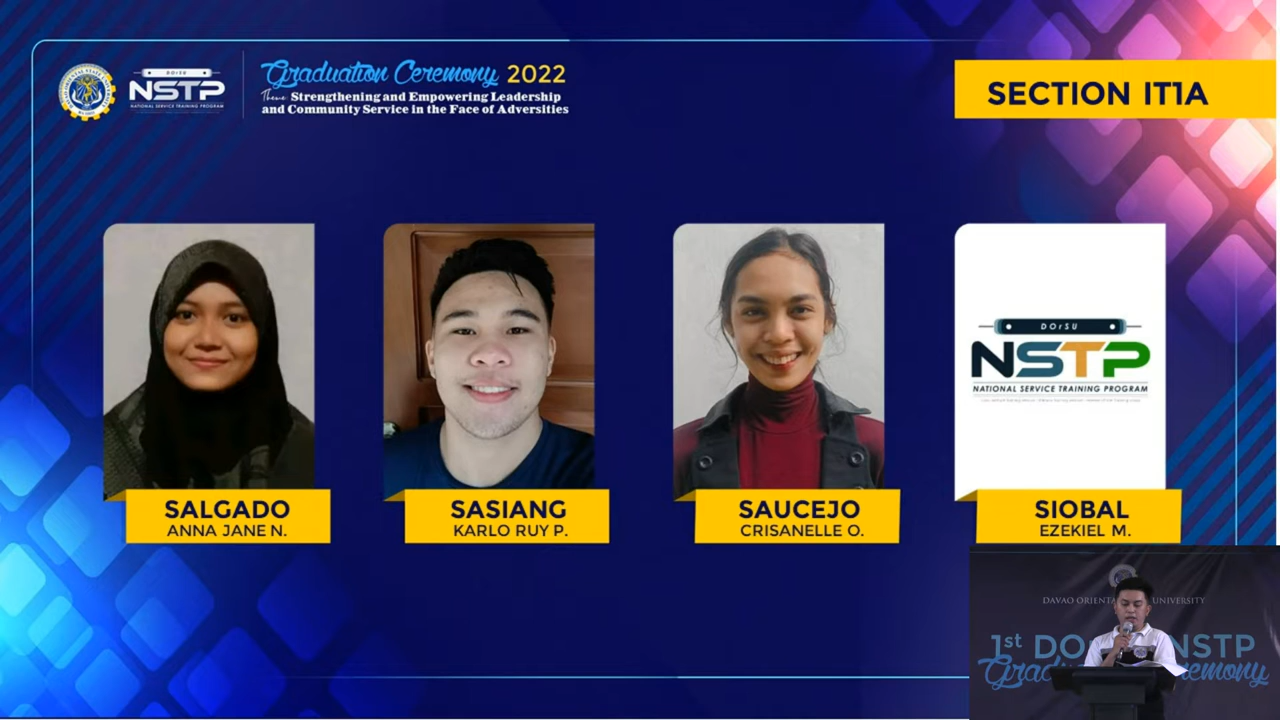 NSTP
NATIONAL SERVICE TRAINING PROGRAM
Graduation Ceremony 2022
Theme: Strengthening and Empowering Leadership
and Community Service in the Face of Adversities
SECTION IT1A
DOrSU
NSTP
NATIONAL SERVICE TRAINING PROGRAM
SALGADO
ANNA JANE N.
SASIANG
KARLO RUY P.
SAUCEJO
CRISANELLE O.
SIOBAL
EZEKIEL M.
DAVAO ORIENTA UNIVERSITY
1st DO NSTP
Grad emony